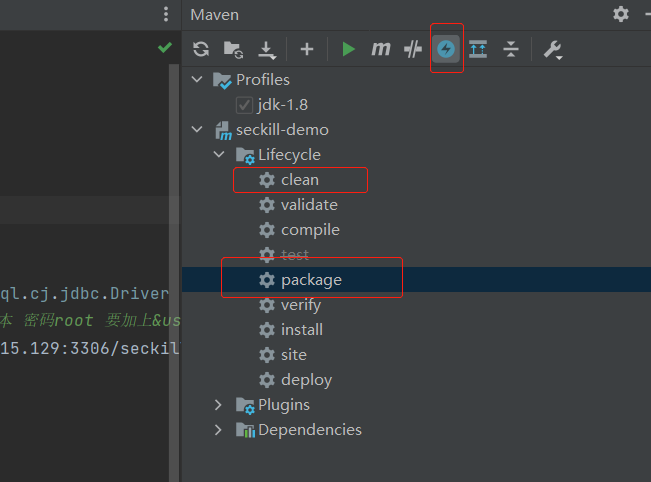 Maven
Profiles
jdk-1.8
seckill-demo
Lifecycle
clean
validate
compile
test
package
verify
install
site
deploy
Plugins
Dependencies
ql.cj.jdbc.Driver
本 密码root 要加上&us
15.129:3306/seckil